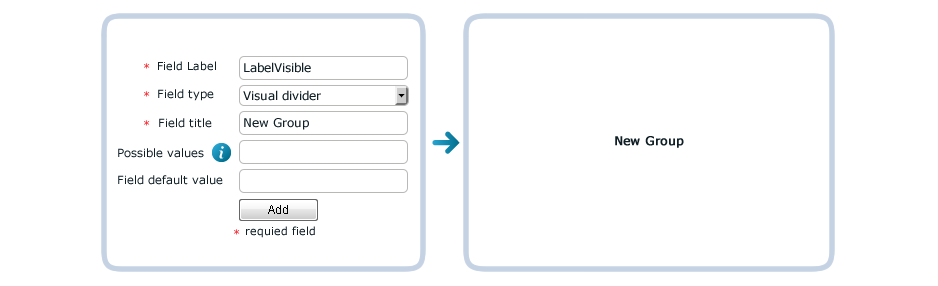 * Field Label LabelVisible
* Field type Visual divider
* Field title New Group
Possible values i
Field default value
Add
* requied field
New Group